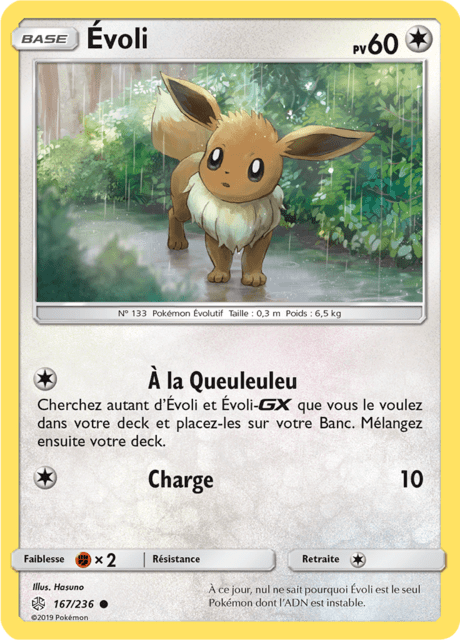 BASE Évoli PV60
N° 133 Pokémon Évolutif Taille : 0,3 m Poids : 6,5 kg
À la Queuleuleu
Cherchez autant d'Évoli et Évoli-GX que vous le voulez
dans votre deck et placez-les sur votre Banc. Mélangez
ensuite votre deck.
Charge 10
Faiblesse ×2 Résistance Retraite
Illus. Hasuno
167/236
©2019 Pokémon
À ce jour, nul ne sait pourquoi Évoli est le seul
Pokémon dont l'ADN est instable.